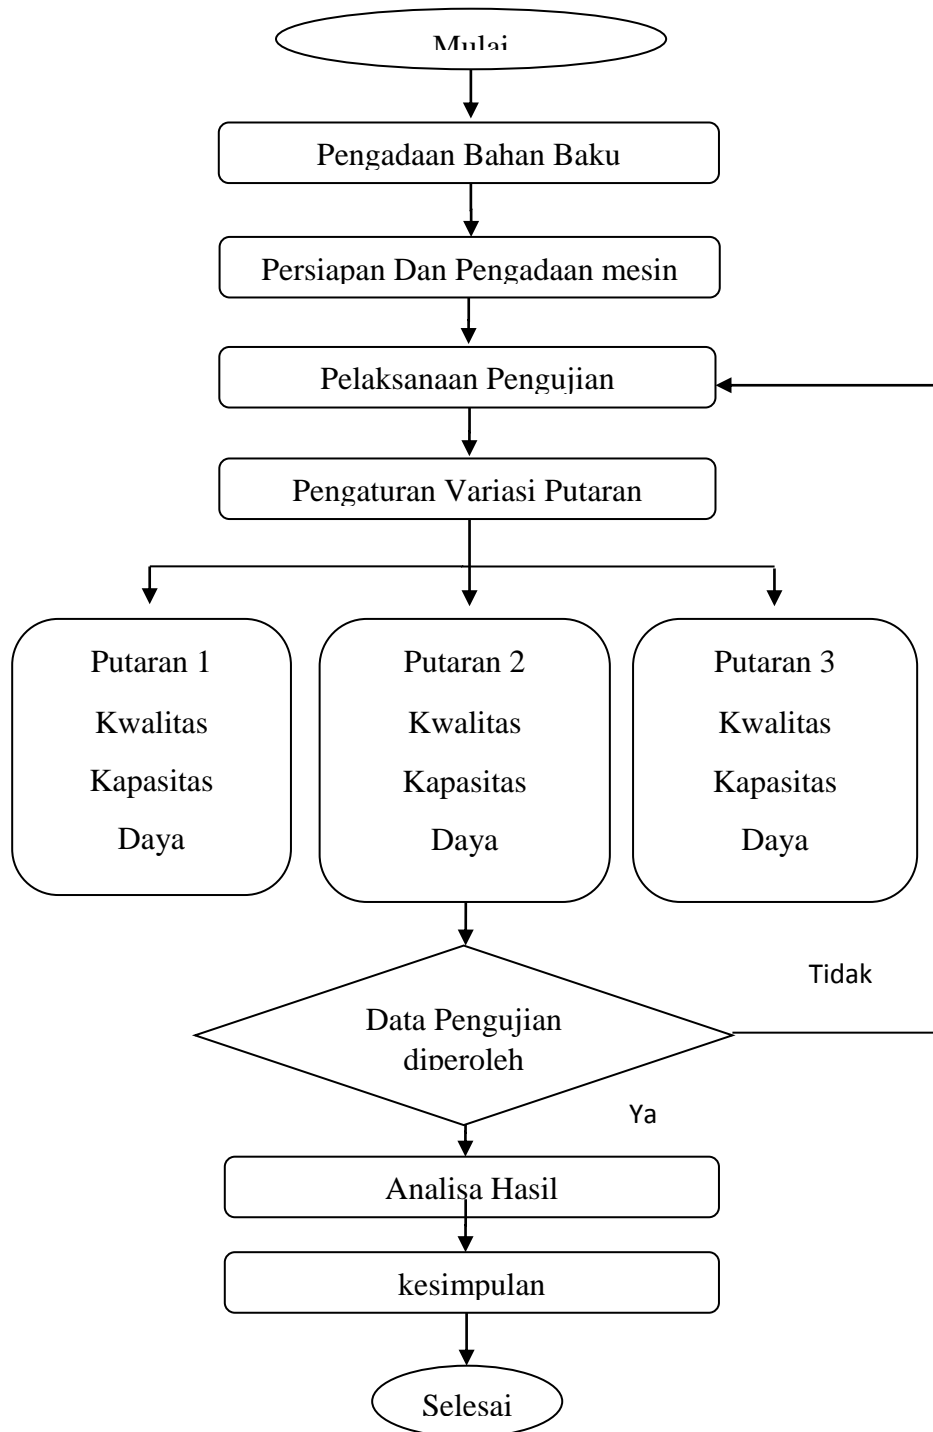 Mulai
Pengadaan Bahan Baku
Persiapan Dan Pengadaan mesin
Pelaksanaan Pengujian
Pengaturan Variasi Putaran
Putaran 1
Kwalitas
Kapasitas
Daya
Putaran 2
Kwalitas
Kapasitas
Daya
Putaran 3
Kwalitas
Kapasitas
Daya
Tidak
Data Pengujian
diperoleh
Ya
Analisa Hasil
kesimpulan
Selesai